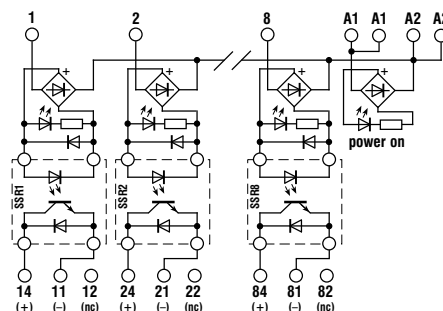 1 2 8 A1 A1 A2 A2
+ + + +
power on
SSR1 SSR2 SSR8
14 11 12 24 21 22 84 81 82
(+) (–) (nc) (+) (–) (nc) (+) (–) (nc)